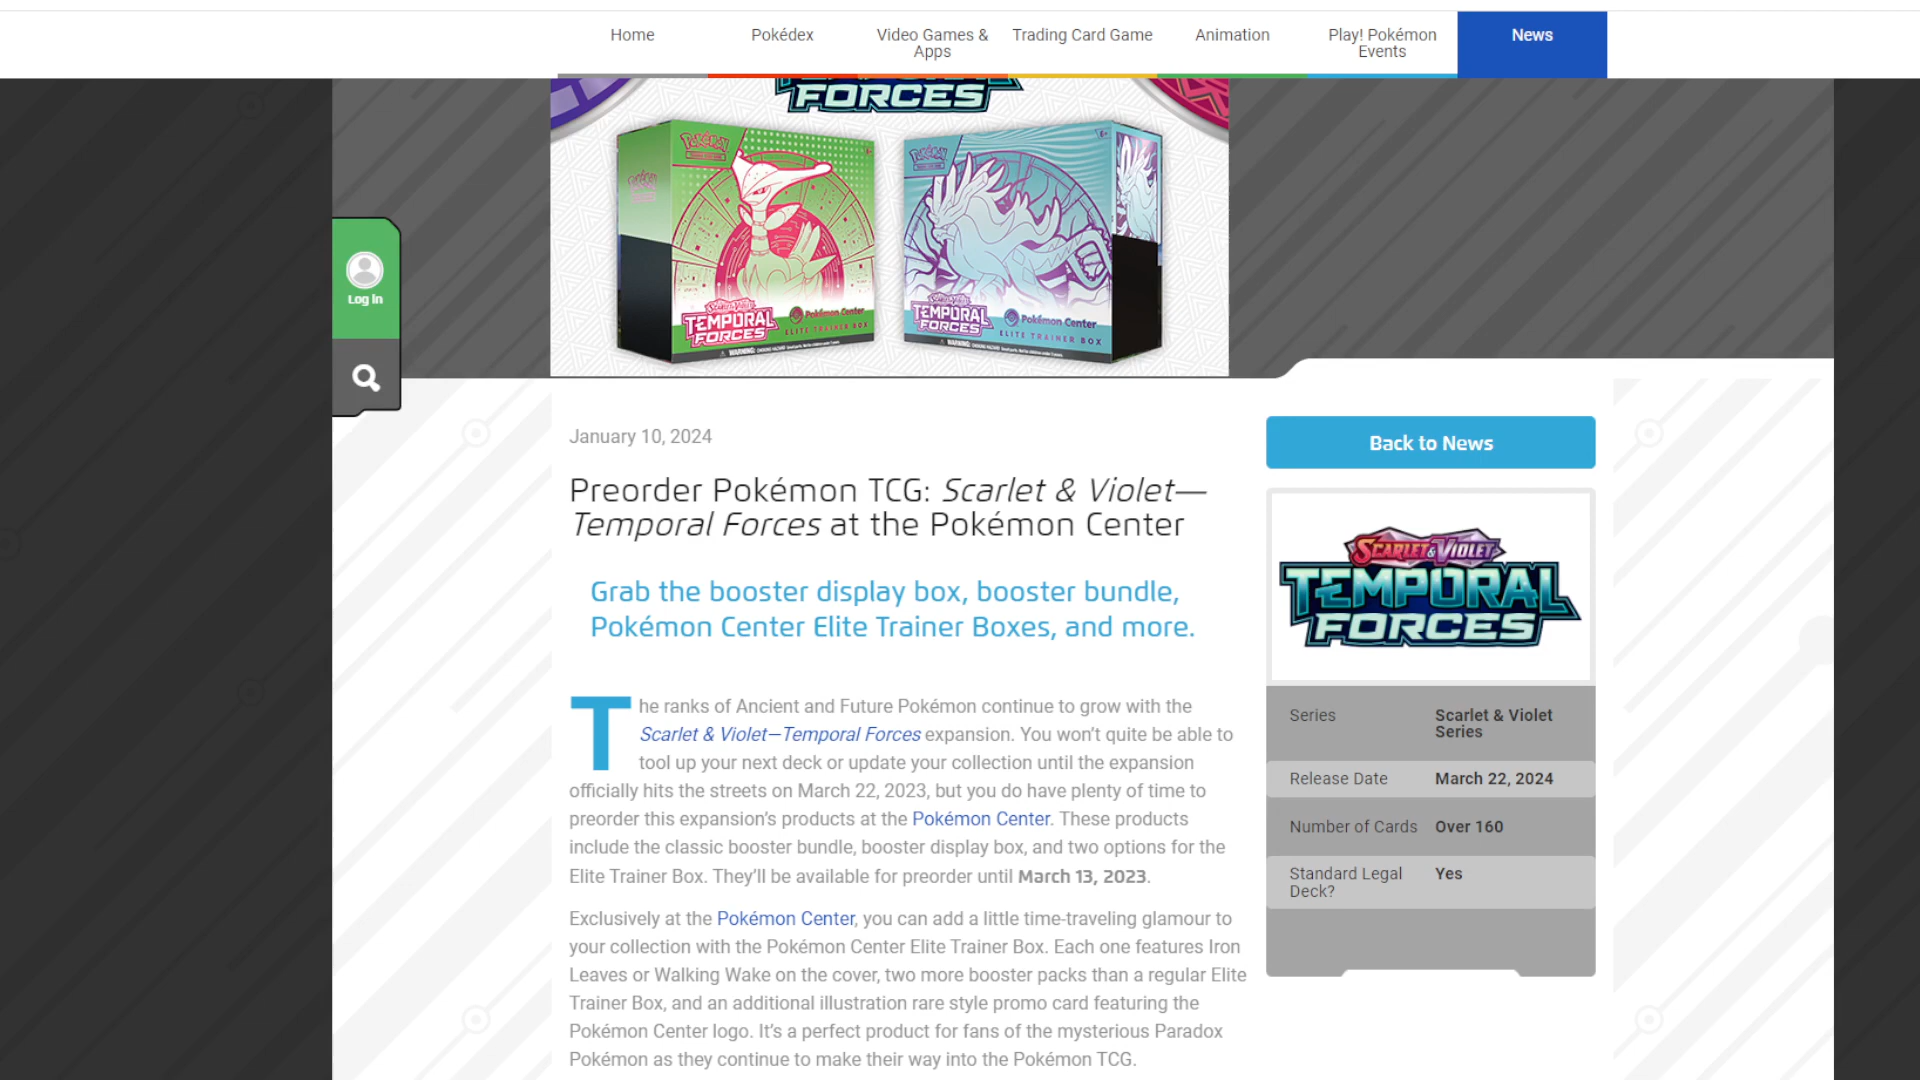 Home
Pokédex
Video Games &
Apps
Trading Card Game
Animation
Play! Pokémon
Events
News
FORCES
POKÉMON
SCARLET & VIOLET
TEMPORAL
FORCES
Pokémon Center
ELITE TRAINER BOX
POKÉMON
SCARLET & VIOLET
TEMPORAL
FORCES
Pokémon Center
ELITE TRAINER BOX
Log in
January 10, 2024
Preorder Pokémon TCG: Scarlet & Violet—
Temporal Forces at the Pokémon Center
Grab the booster display box, booster bundle,
Pokémon Center Elite Trainer Boxes, and more.
The ranks of Ancient and Future Pokémon continue to grow with the
Scarlet & Violet—Temporal Forces expansion. You won't quite be able to
tool up your next deck or update your collection until the expansion
officially hits the streets on March 22, 2023, but you do have plenty of time to
preorder this expansion's products at the Pokémon Center. These products
include the classic booster bundle, booster display box, and two options for the
Elite Trainer Box. They'll be available for preorder until March 13, 2023.
Exclusively at the Pokémon Center, you can add a little time-traveling glamour to
your collection with the Pokémon Center Elite Trainer Box. Each one features Iron
Leaves or Walking Wake on the cover, two more booster packs than a regular Elite
Trainer Box, and an additional illustration rare style promo card featuring the
Pokémon Center logo. It's a perfect product for fans of the mysterious Paradox
Pokémon as they continue to make their way into the Pokémon TCG.
Back to News
SCARLET & VIOLET
TEMPORAL
FORCES
Series Scarlet & Violet
Series
Release Date March 22, 2024
Number of Cards Over 160
Standard Legal Yes
Deck?